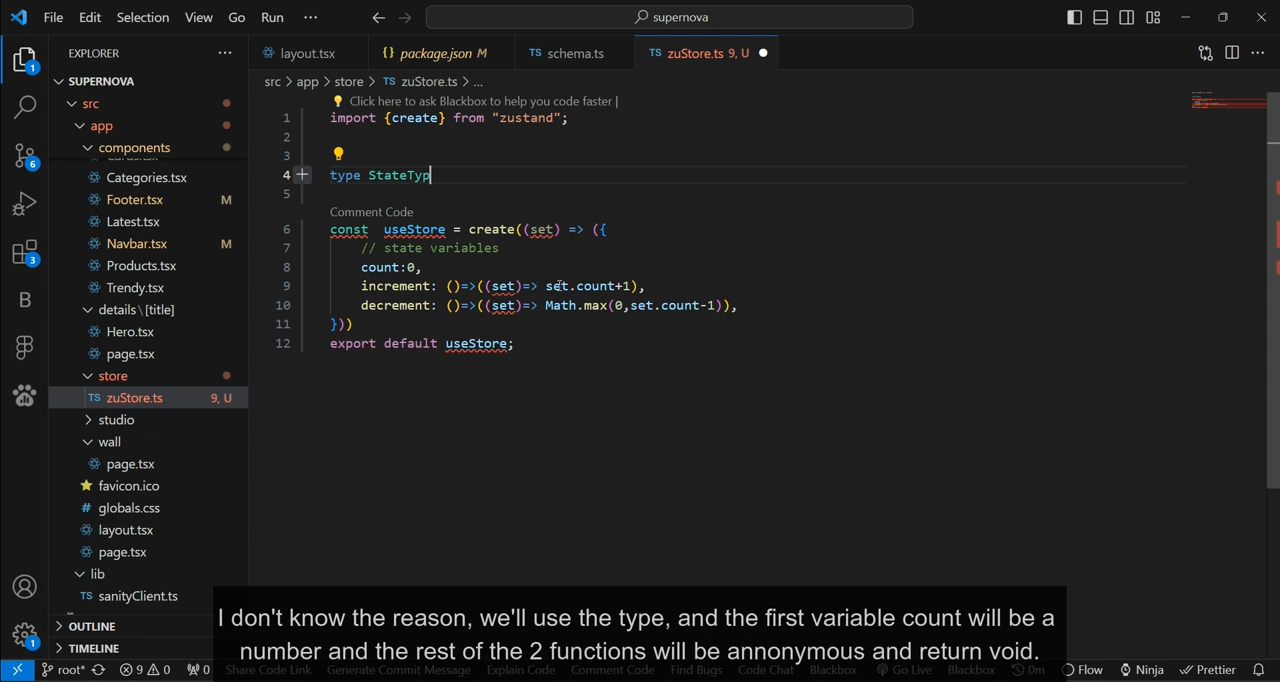 File Edit Selection View Go Run ···
supernova
EXPLORER
SUPERNOVA
src
app
components
Categories.tsx
Footer.tsx M
Latest.tsx
Navbar.tsx M
Products.tsx
Trendy.tsx
details\[title]
Hero.tsx
page.tsx
store
TS zuStore.ts 9, U
studio
wall
page.tsx
favicon.ico
# globals.css
layout.tsx
page.tsx
lib
TS sanityClient.ts
OUTLINE
TIMELINE
layout.tsx {} package.json M TS schema.ts TS zuStore.ts 9, U
src > app > store > TS zuStore.ts > ...
Click here to ask Blackbox to help you code faster |
1 import {create} from "zustand";
2
3
4 type StateTyp
5
Comment Code
6 const useStore = create((set) => ({
7 // state variables
8 count:0,
9 increment: ()=>((set)=> set.count+1),
10 decrement: ()=>((set)=> Math.max(0,set.count-1)),
11 }))
12 export default useStore;
I don't know the reason, we'll use the type, and the first variable count will be a
number and the rest of the 2 functions will be annonymous and return void.
root* 9 0 0 Share Code Link Generate Commit Message Explain Code Comment Code Find Bugs Code Chat Blackbox Go Live Blackbox 0m Flow Ninja Prettier